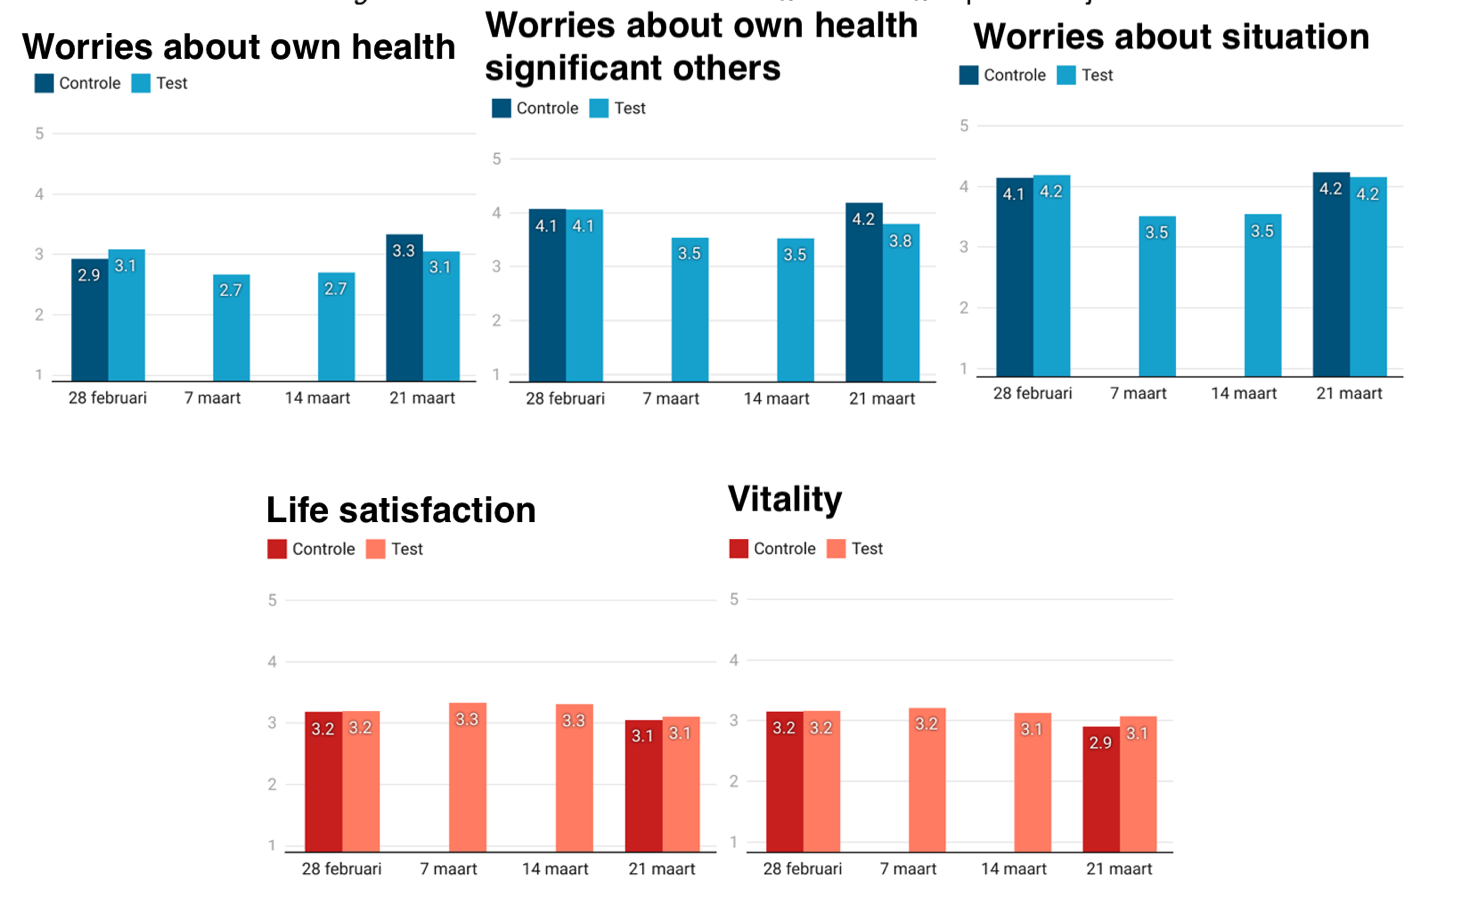 Worries about own health
Controle Test
5
4
3
2
1
2.9 3.1 2.7 2.7 3.3 3.1
28 februari 7 maart 14 maart 21 maart
Worries about own health
significant others
Controle Test
5
4
3
2
1
4.1 4.1 3.5 3.5 4.2 3.8
28 februari 7 maart 14 maart 21 maart
Worries about situation
Controle Test
5
4
3
2
1
4.1 4.2 3.5 3.5 4.2 4.2
28 februari 7 maart 14 maart 21 maart
Life satisfaction
Controle Test
5
4
3
2
1
3.2 3.2 3.3 3.3 3.1 3.1
28 februari 7 maart 14 maart 21 maart
Vitality
Controle Test
5
4
3
2
1
3.2 3.2 3.2 3.1 2.9 3.1
28 februari 7 maart 14 maart 21 maart